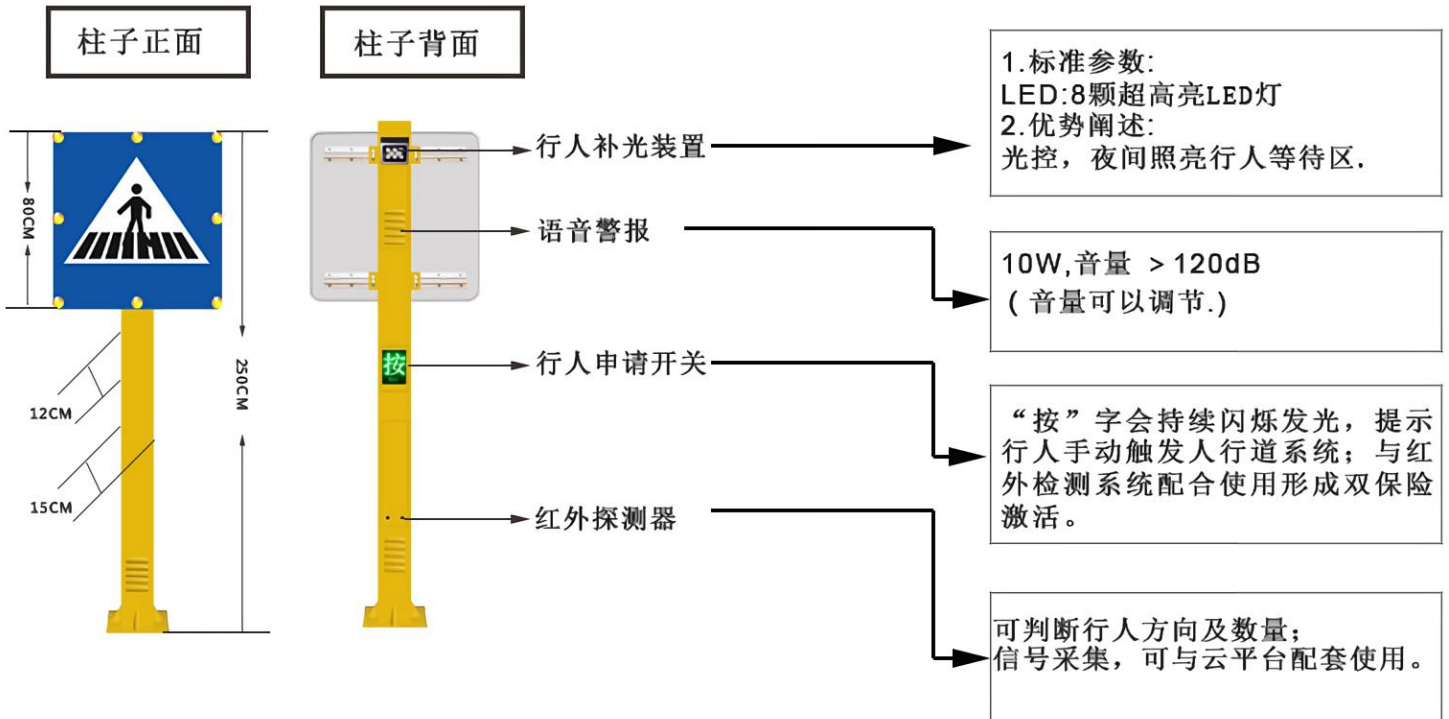 柱子正面
柱子背面
80CM
250CM
12CM
15CM
行人补光装置
语音警报
按
行人申请开关
红外探测器
1.标准参数:
LED:8颗超高亮LED灯
2.优势阐述:
光控，夜间照亮行人等待区.
10W,音量 >120dB
(音量可以调节.)
“按”字会持续闪烁发光，提示
行人手动触发人行道系统；与红
外检测系统配合使用形成双保险
激活。
可判断行人方向及数量；
信号采集，可与云平台配套使用。